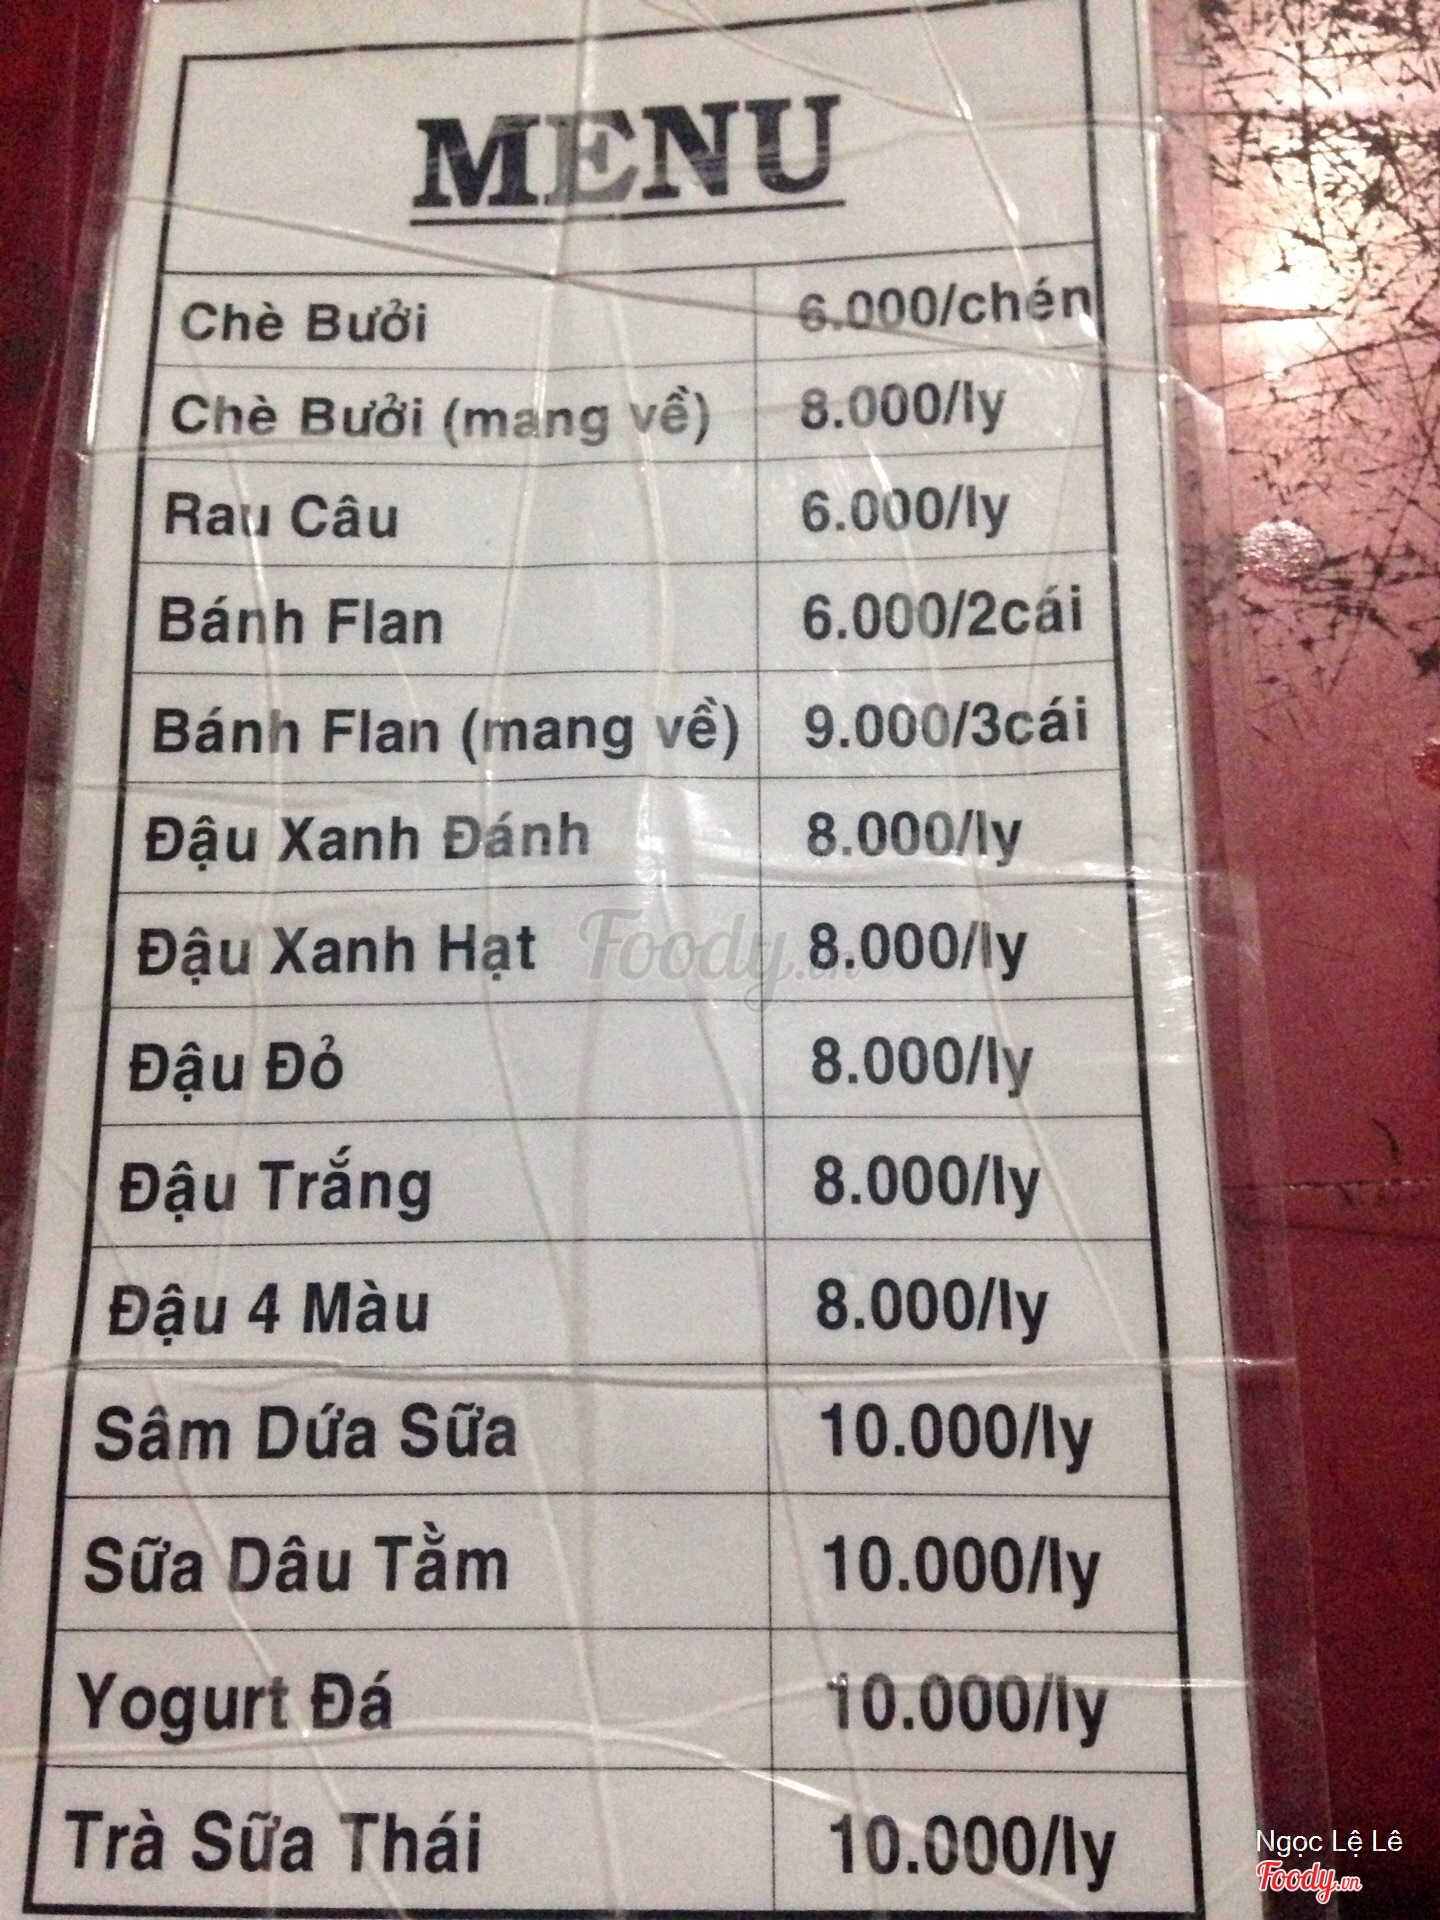 MENU
Chè Bưởi 6.000/chén
Chè Bưởi (mang về) 8.000/ly
Rau Câu 6.000/ly
Bánh Flan 6.000/2cái
Bánh Flan (mang về) 9.000/3cái
Đậu Xanh Đánh 8.000/ly
Đậu Xanh Hạt 8.000/ly
Foody.vn
Đậu Đỏ 8.000/ly
Đậu Trắng 8.000/ly
Đậu 4 Màu 8.000/ly
Sâm Dứa Sữa 10.000/ly
Sữa Dâu Tằm 10.000/ly
Yogurt Đá 10.000/ly
Trà Sữa Thái 10.000/ly
Ngọc Lệ Lê
Foody.vn